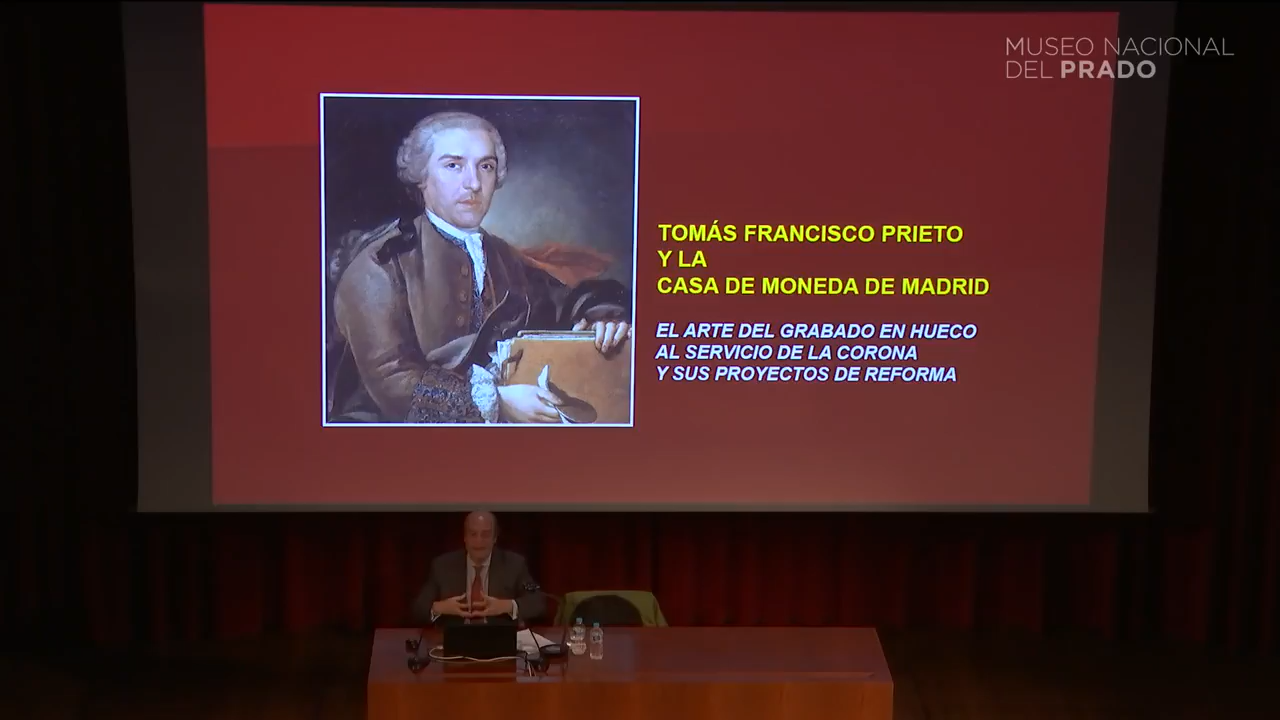 MUSEO NACIONAL
DEL PRADO
TOMÁS FRANCISCO PRIETO
Y LA
CASA DE MONEDA DE MADRID
EL ARTE DEL GRABADO EN HUECO
AL SERVICIO DE LA CORONA
Y SUS PROYECTOS DE REFORMA